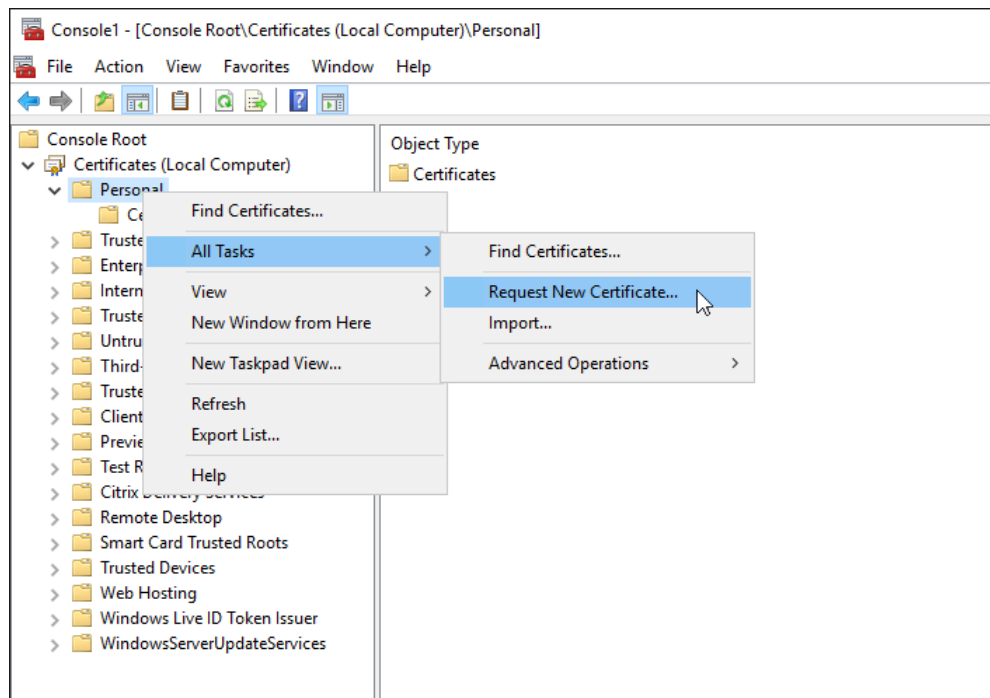 Console1 - [Console Root\Certificates (Local Computer)\Personal]
File Action View Favorites Window Help
Console Root
Certificates (Local Computer)
Personal
Object Type
Certificates
Find Certificates...
All Tasks
View
New Window from Here
New Taskpad View...
Refresh
Export List...
Help
Find Certificates...
Request New Certificate...
Import...
Advanced Operations
Citrix Delivery Services
Remote Desktop
Smart Card Trusted Roots
Trusted Devices
Web Hosting
Windows Live ID Token Issuer
WindowsServerUpdateServices